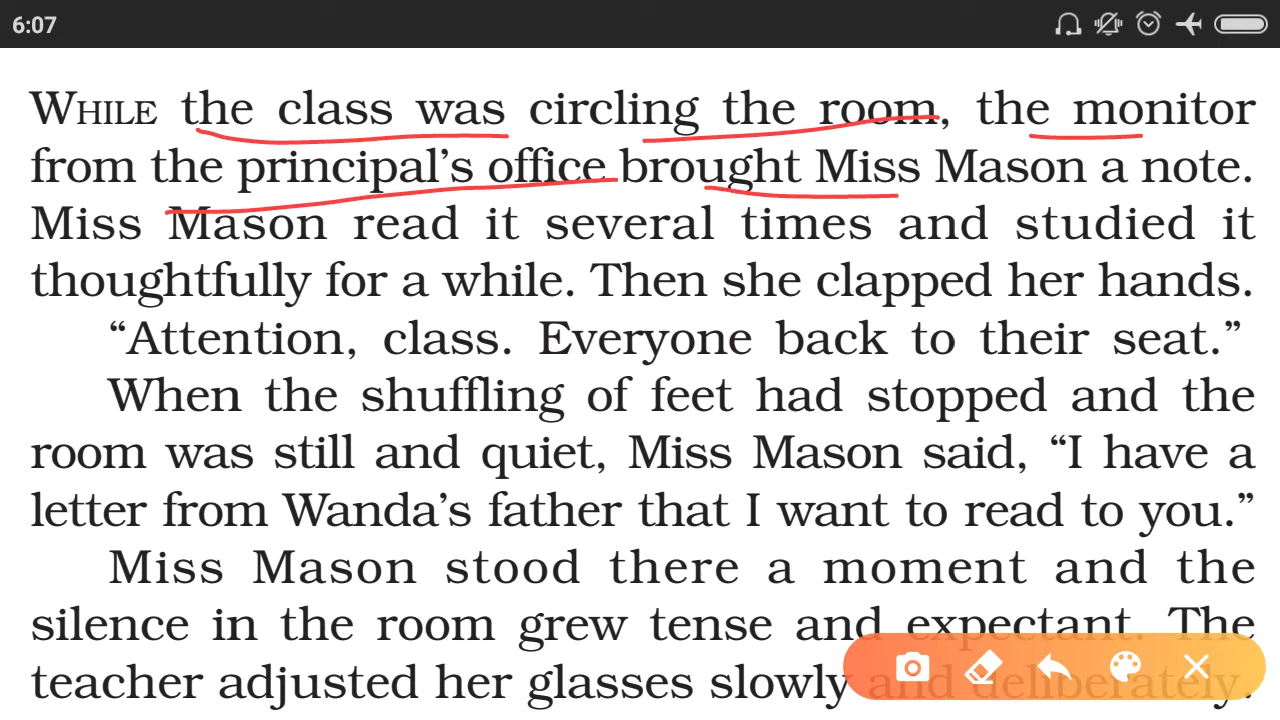 6:07
WHILE the class was circling the room, the monitor
from the principal's office brought Miss Mason a note.
Miss Mason read it several times and studied it
thoughtfully for a while. Then she clapped her hands.
“Attention, class. Everyone back to their seat.”
When the shuffling of feet had stopped and the
room was still and quiet, Miss Mason said, “I have a
letter from Wanda's father that I want to read to you.”
Miss Mason stood there a moment and the
silence in the room grew tense and expectant. The
teacher adjusted her glasses slowly and deliberately.